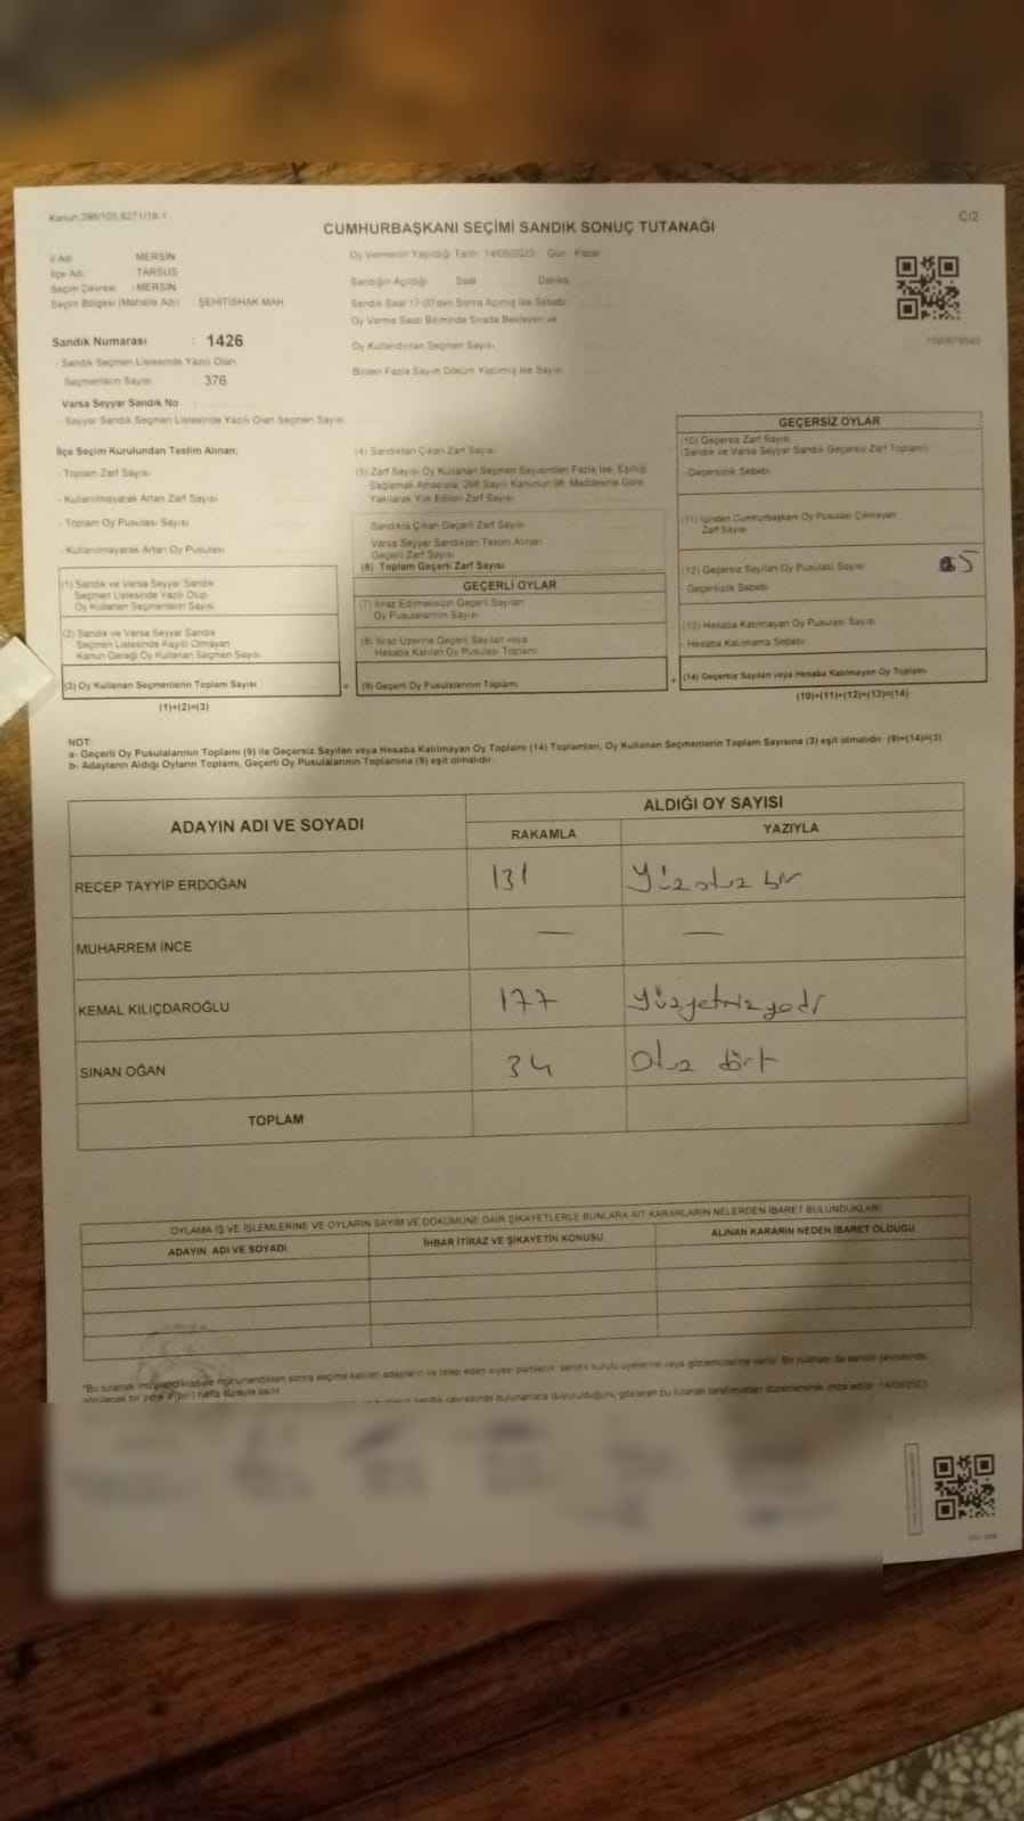 C/2
CUMHURBAŞKANI SEÇİMİ SANDIK SONUÇ TUTANAĞI
İl Adı : MERSİN
İlçe Adı : TARSUS
Seçim Çevresi : MERSİN
Seçim Bölgesi (Mahalle Adı) ŞEHİTİSHAK MAH
Sandık Numarası : 1426
- Sandık Seçmen Listesinde Yazılı Olan
Seçmenlerin Sayısı 376
Varsa Seyyar Sandık No
- Seyyar Sandık Seçmen Listesinde Yazılı Olan Seçmen Sayısı
Oy Vermenin Yapıldığı Tarih: 14/05/2023 Gün: Pazar
Sandığın Açıldığı Saat Dakika
Sandık Saat 17:00'den Sonra Açılmış İse Sebebi
Oy Verme Saati Bitiminde Sırada Bekleyen ve
Oy Kullandırılan Seçmen Sayısı
Birden Fazla Sayım Döküm Yapılmış İse Sayısı
İlçe Seçim Kurulundan Teslim Alınan;
- Toplam Zarf Sayısı
- Kullanılmayarak Artan Zarf Sayısı
- Toplam Oy Pusulası Sayısı
- Kullanılmayarak Artan Oy Pusulası
(1) Sandık ve Varsa Seyyar Sandık
Seçmen Listesinde Yazılı Olup
Oy Kullanan Seçmenlerin Sayısı
(2) Sandık ve Varsa Seyyar Sandık
Seçmen Listesinde Kayıtlı Olmayan
Kanun Gereği Oy Kullanan Seçmen Sayısı
(3) Oy Kullanan Seçmenlerin Toplam Sayısı
(1)+(2)=(3)
(4) Sandıktan Çıkan Zarf Sayısı
(5) Zarf Sayısı Oy Kullanan Seçmen Sayısından Fazla İse, Eşitliği
Sağlamak Amacıyla, 298 Sayılı Kanunun 98. Maddesine Göre
Yakılarak Yok Edilen Zarf Sayısı
Sandıkta Çıkan Geçerli Zarf Sayısı
Varsa Seyyar Sandıktan Teslim Alınan
Geçerli Zarf Sayısı
(6) Toplam Geçerli Zarf Sayısı
GEÇERLİ OYLAR
(7) İtiraz Edilmeksizin Geçerli Sayılan
Oy Pusulalarının Sayısı
(8) İtiraz Üzerine Geçerli Sayılan veya
Hesaba Katılan Oy Pusulası Toplamı
(9) Geçerli Oy Pusulalarının Toplamı
GEÇERSİZ OYLAR
(10) Geçersiz Zarf Sayısı
Sandık ve Varsa Seyyar Sandık Geçersiz Zarf Toplamı
-Geçersizlik Sebebi
(11) İçinden Cumhurbaşkanı Oy Pusulası Çıkmayan
Zarf Sayısı
(12) Geçersiz Sayılan Oy Pusulası Sayısı 5
Geçersizlik Sebebi
(13) Hesaba Katılmayan Oy Pusulası Sayısı
- Hesaba Katılmama Sebebi
(14) Geçersiz Sayılan veya Hesaba Katılmayan Oy Toplamı
(10)+(11)+(12)+(13)=(14)
NOT:
a- Geçerli Oy Pusulalarının Toplamı (9) ile Geçersiz Sayılan veya Hesaba Katılmayan Oy Toplamı (14) Toplamları, Oy Kullanan Seçmenlerin Toplam Sayısına (3) eşit olmalıdır. (9)+(14)=(3)
b- Adayların Aldığı Oyların Toplamı, Geçerli Oy Pusulalarının Toplamına (9) eşit olmalıdır.
ADAYIN ADI VE SOYADI
ALDIĞI OY SAYISI
RAKAMLA YAZIYLA
RECEP TAYYİP ERDOĞAN 131 Yüzotuz bir
MUHARREM İNCE — —
KEMAL KILIÇDAROĞLU 177 yüzyetmişyedi
SİNAN OĞAN 34 Otuz dört
TOPLAM
OYLAMA İŞ VE İŞLEMLERİNE VE OYLARIN SAYIM VE DÖKÜMÜNE DAİR ŞİKAYETLERLE BUNLARA AİT KARARLARIN NELERDEN İBARET BULUNDUKLARI
ADAYIN ADI VE SOYADI İHBAR İTİRAZ VE ŞİKAYETİN KONUSU ALINAN KARARIN NEDEN İBARET OLDUĞU